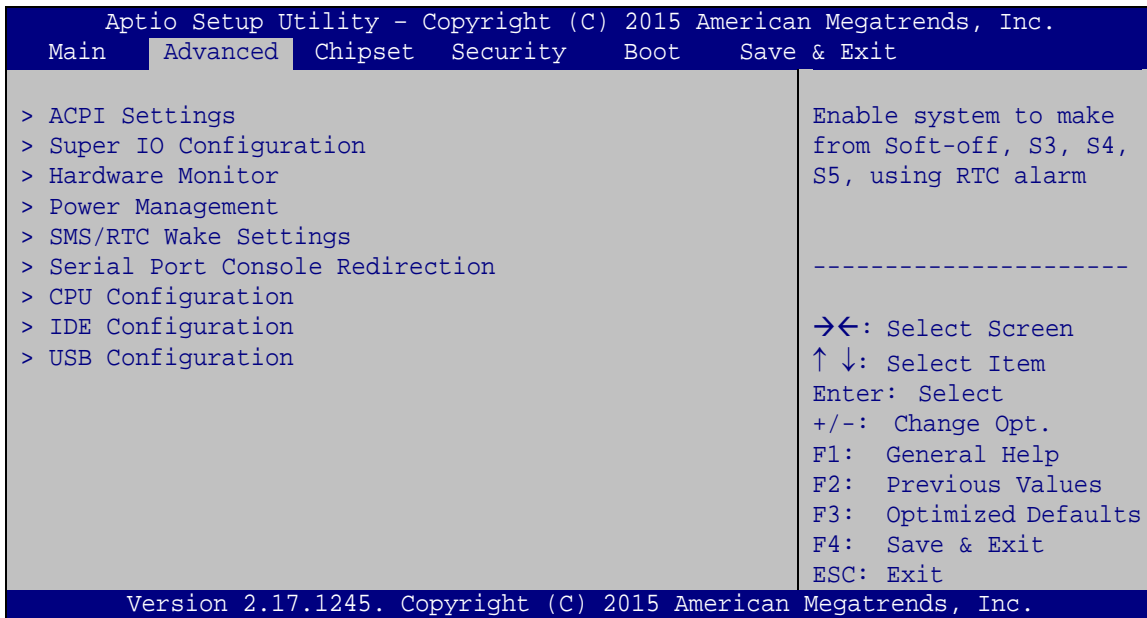 Aptio Setup Utility – Copyright (C) 2015 American Megatrends, Inc.
Main Advanced Chipset Security Boot Save & Exit
> ACPI Settings
> Super IO Configuration
> Hardware Monitor
> Power Management
> SMS/RTC Wake Settings
> Serial Port Console Redirection
> CPU Configuration
> IDE Configuration
> USB Configuration
Enable system to make
from Soft-off, S3, S4,
S5, using RTC alarm
----------------------
→←: Select Screen
↑ ↓: Select Item
Enter: Select
+/-: Change Opt.
F1: General Help
F2: Previous Values
F3: Optimized Defaults
F4: Save & Exit
ESC: Exit
Version 2.17.1245. Copyright (C) 2015 American Megatrends, Inc.